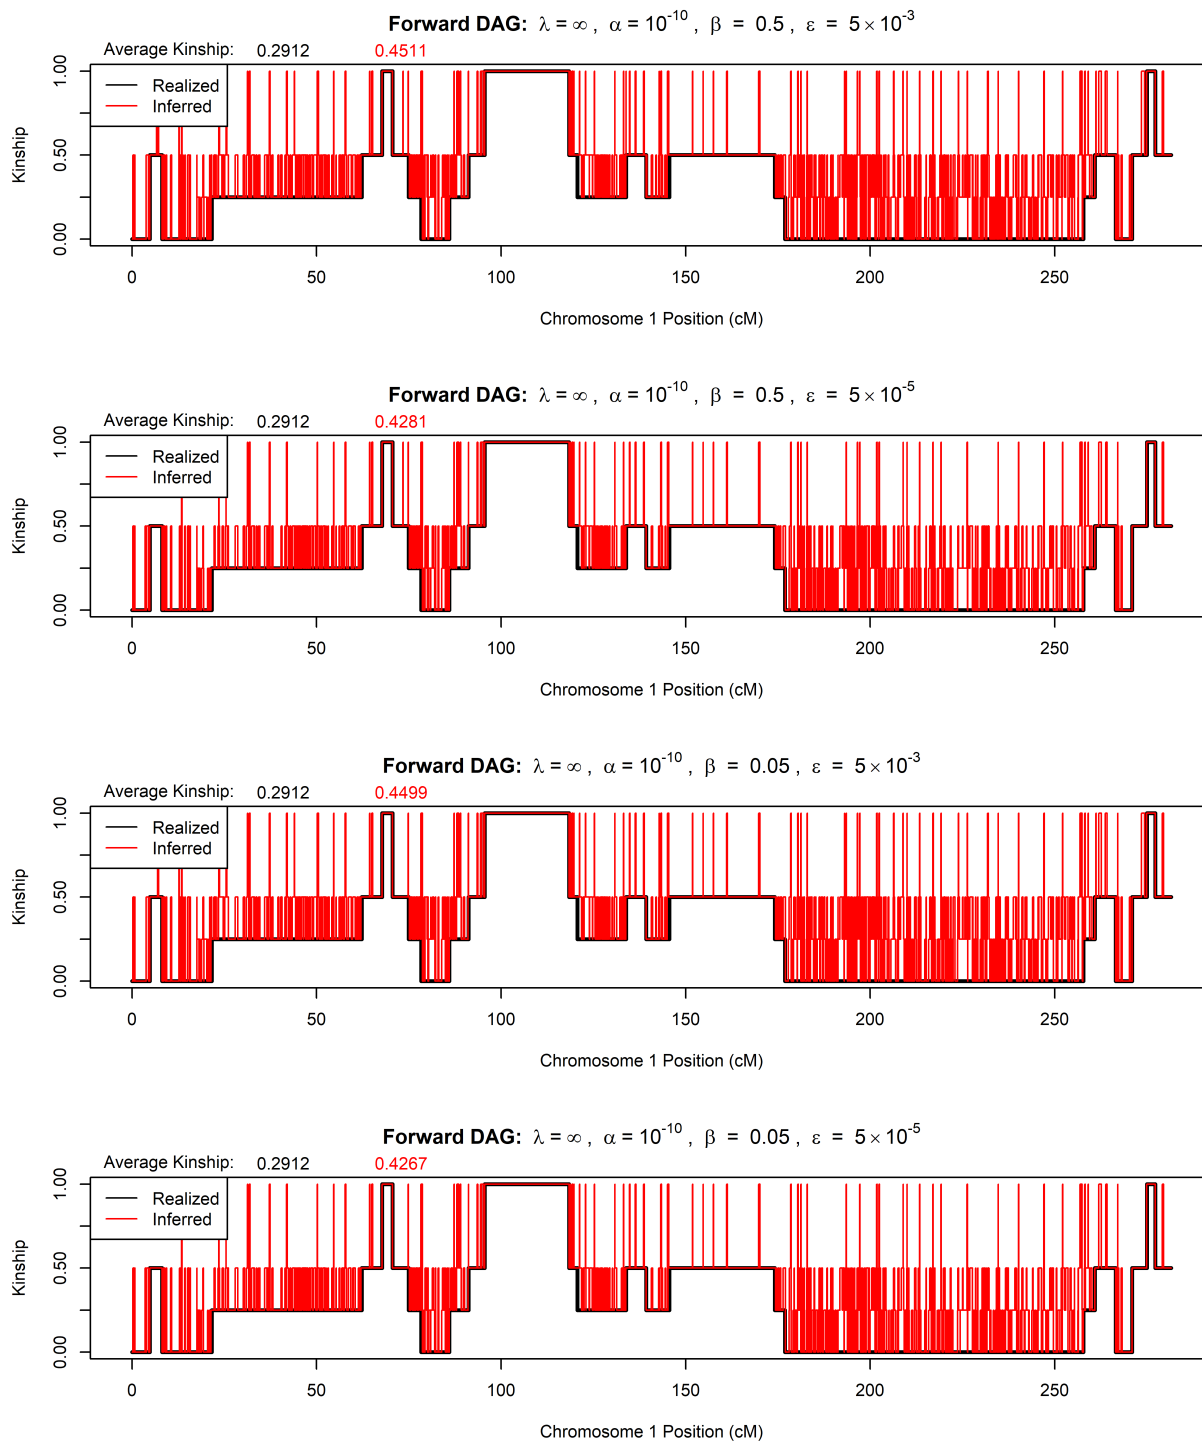 Forward DAG: λ = ∞ , α = 10⁻¹⁰ , β = 0.5 , ε = 5 × 10⁻³
Average Kinship: 0.2912 0.4511
Realized
Inferred
Kinship
0.00 0.50 1.00
0 50 100 150 200 250
Chromosome 1 Position (cM)
Forward DAG: λ = ∞ , α = 10⁻¹⁰ , β = 0.5 , ε = 5 × 10⁻⁵
Average Kinship: 0.2912 0.4281
Realized
Inferred
Kinship
0.00 0.50 1.00
0 50 100 150 200 250
Chromosome 1 Position (cM)
Forward DAG: λ = ∞ , α = 10⁻¹⁰ , β = 0.05 , ε = 5 × 10⁻³
Average Kinship: 0.2912 0.4499
Realized
Inferred
Kinship
0.00 0.50 1.00
0 50 100 150 200 250
Chromosome 1 Position (cM)
Forward DAG: λ = ∞ , α = 10⁻¹⁰ , β = 0.05 , ε = 5 × 10⁻⁵
Average Kinship: 0.2912 0.4267
Realized
Inferred
Kinship
0.00 0.50 1.00
0 50 100 150 200 250
Chromosome 1 Position (cM)